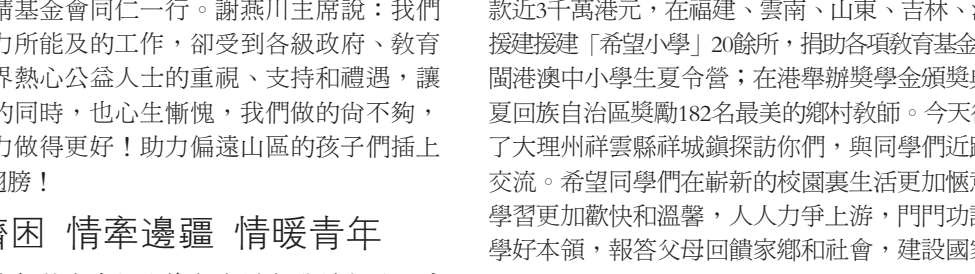 情基金會同仁一行。謝燕川主席說：我們
力所能及的工作，卻受到各級政府、教育
界熱心公益人士的重視、支持和禮遇，讓
的同時，也心生慚愧，我們做的尚不夠，
力做得更好！助力偏遠山區的孩子們插上
翅膀！
濟困 情牽邊疆 情暖青年
款近3千萬港元，在福建、雲南、山東、吉林、
援建援建「希望小學」20餘所，捐助各項教育基金
閩港澳中小學生夏令營；在港舉辦獎學金頒獎
夏回族自治區獎勵182名最美的鄉村教師。今天
了大理州祥雲縣祥城鎮探訪你們，與同學們近
交流。希望同學們在嶄新的校園裏生活更加愜
學習更加歡快和溫馨，人人力爭上游，門門功
學好本領，報答父母回饋家鄉和社會，建設國